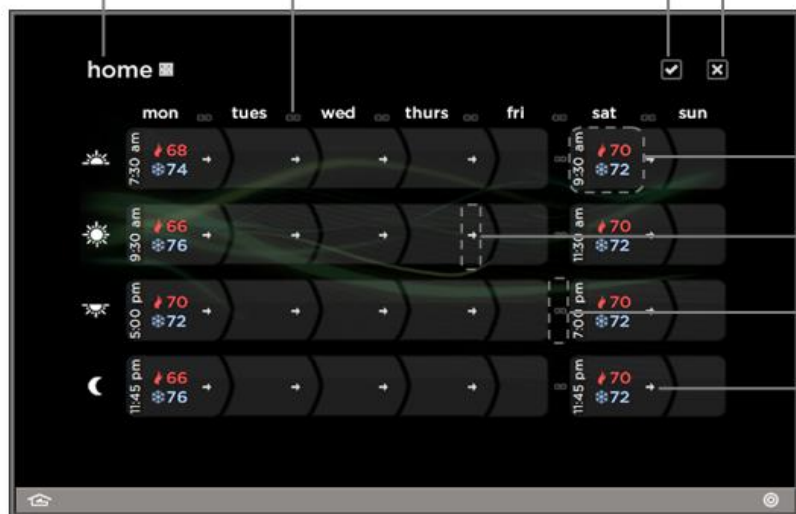 home
mon tues wed thurs fri sat sun
7:30 am 68 74 9:30 am 70 72
9:30 am 66 76 11:30 am 70 72
5:00 pm 70 72 7:00 pm 70 72
11:45 pm 66 76 11:45 pm 70 72